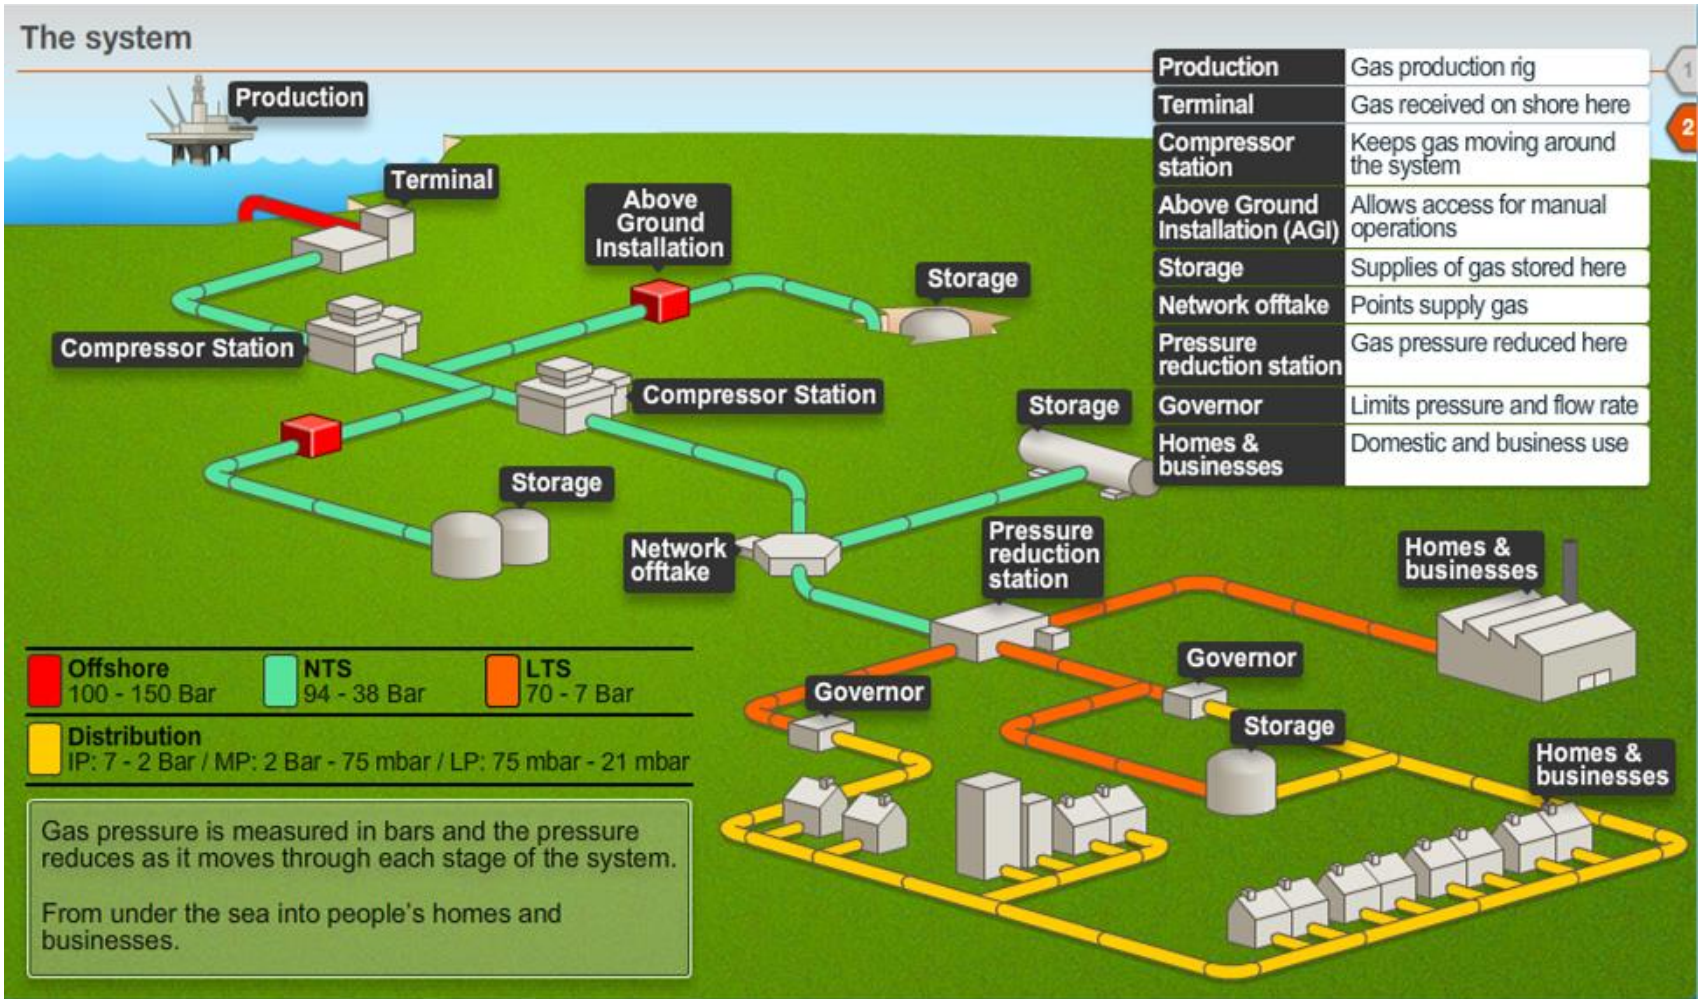 The system
Production
Terminal
Above
Ground
Installation
Storage
Compressor Station
Compressor Station
Storage
Storage
Network
offtake
Pressure
reduction
station
Homes &
businesses
Governor
Governor
Storage
Homes &
businesses
Production Gas production rig
Terminal Gas received on shore here
Compressor Keeps gas moving around
station the system
Above Ground Allows access for manual
Installation (AGI) operations
Storage Supplies of gas stored here
Network offtake Points supply gas
Pressure Gas pressure reduced here
reduction station
Governor Limits pressure and flow rate
Homes & Domestic and business use
businesses
1
2
Offshore NTS LTS
100 - 150 Bar 94 - 38 Bar 70 - 7 Bar
Distribution
IP: 7 - 2 Bar / MP: 2 Bar - 75 mbar / LP: 75 mbar - 21 mbar
Gas pressure is measured in bars and the pressure
reduces as it moves through each stage of the system.
From under the sea into people's homes and
businesses.